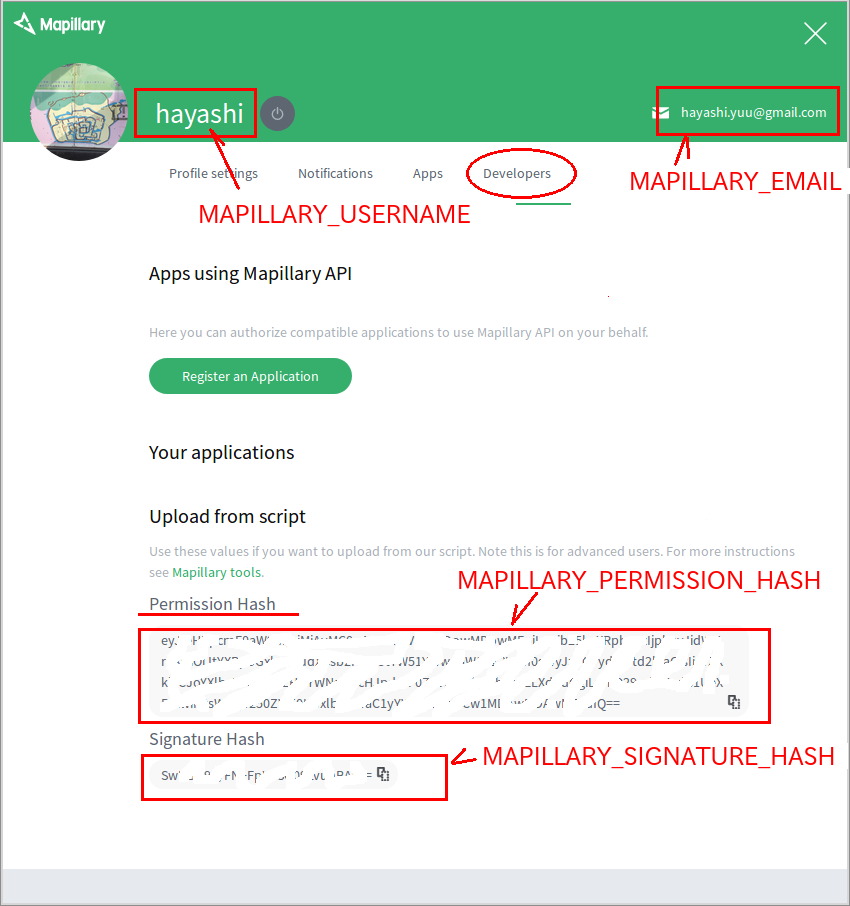 Mapillary
hayashi
hayashi.yuu@gmail.com
MAPILLARY_EMAIL
Profile settings Notifications Apps Developers
MAPILLARY_USERNAME
Apps using Mapillary API
Here you can authorize compatible applications to use Mapillary API on your behalf.
Register an Application
Your applications
Upload from script
Use these values if you want to upload from our script. Note this is for advanced users. For more instructions
see Mapillary tools.
MAPILLARY_PERMISSION_HASH
Permission Hash
Signature Hash
MAPILLARY_SIGNATURE_HASH